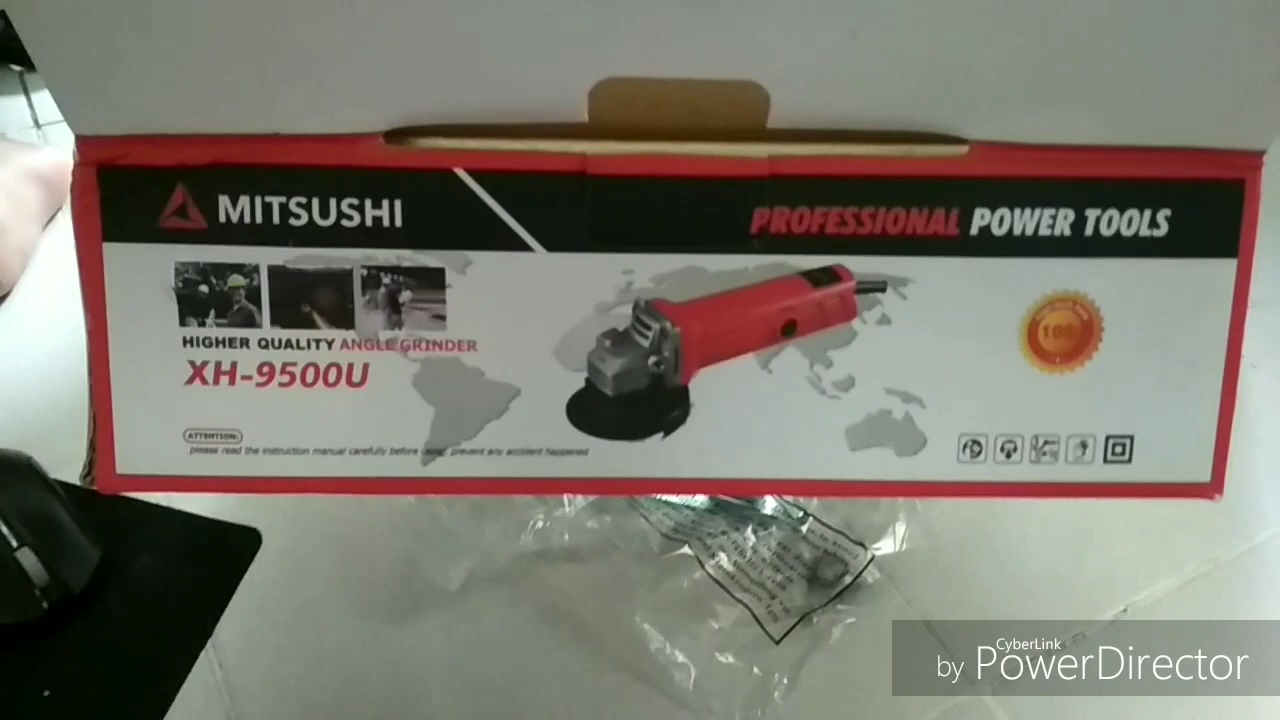 MITSUSHI
PROFESSIONAL POWER TOOLS
HIGHER QUALITY ANGLE GRINDER
XH-9500U
ATTENTION:
please read the instruction manual carefully before using prevent any accident happened
CyberLink
by PowerDirector